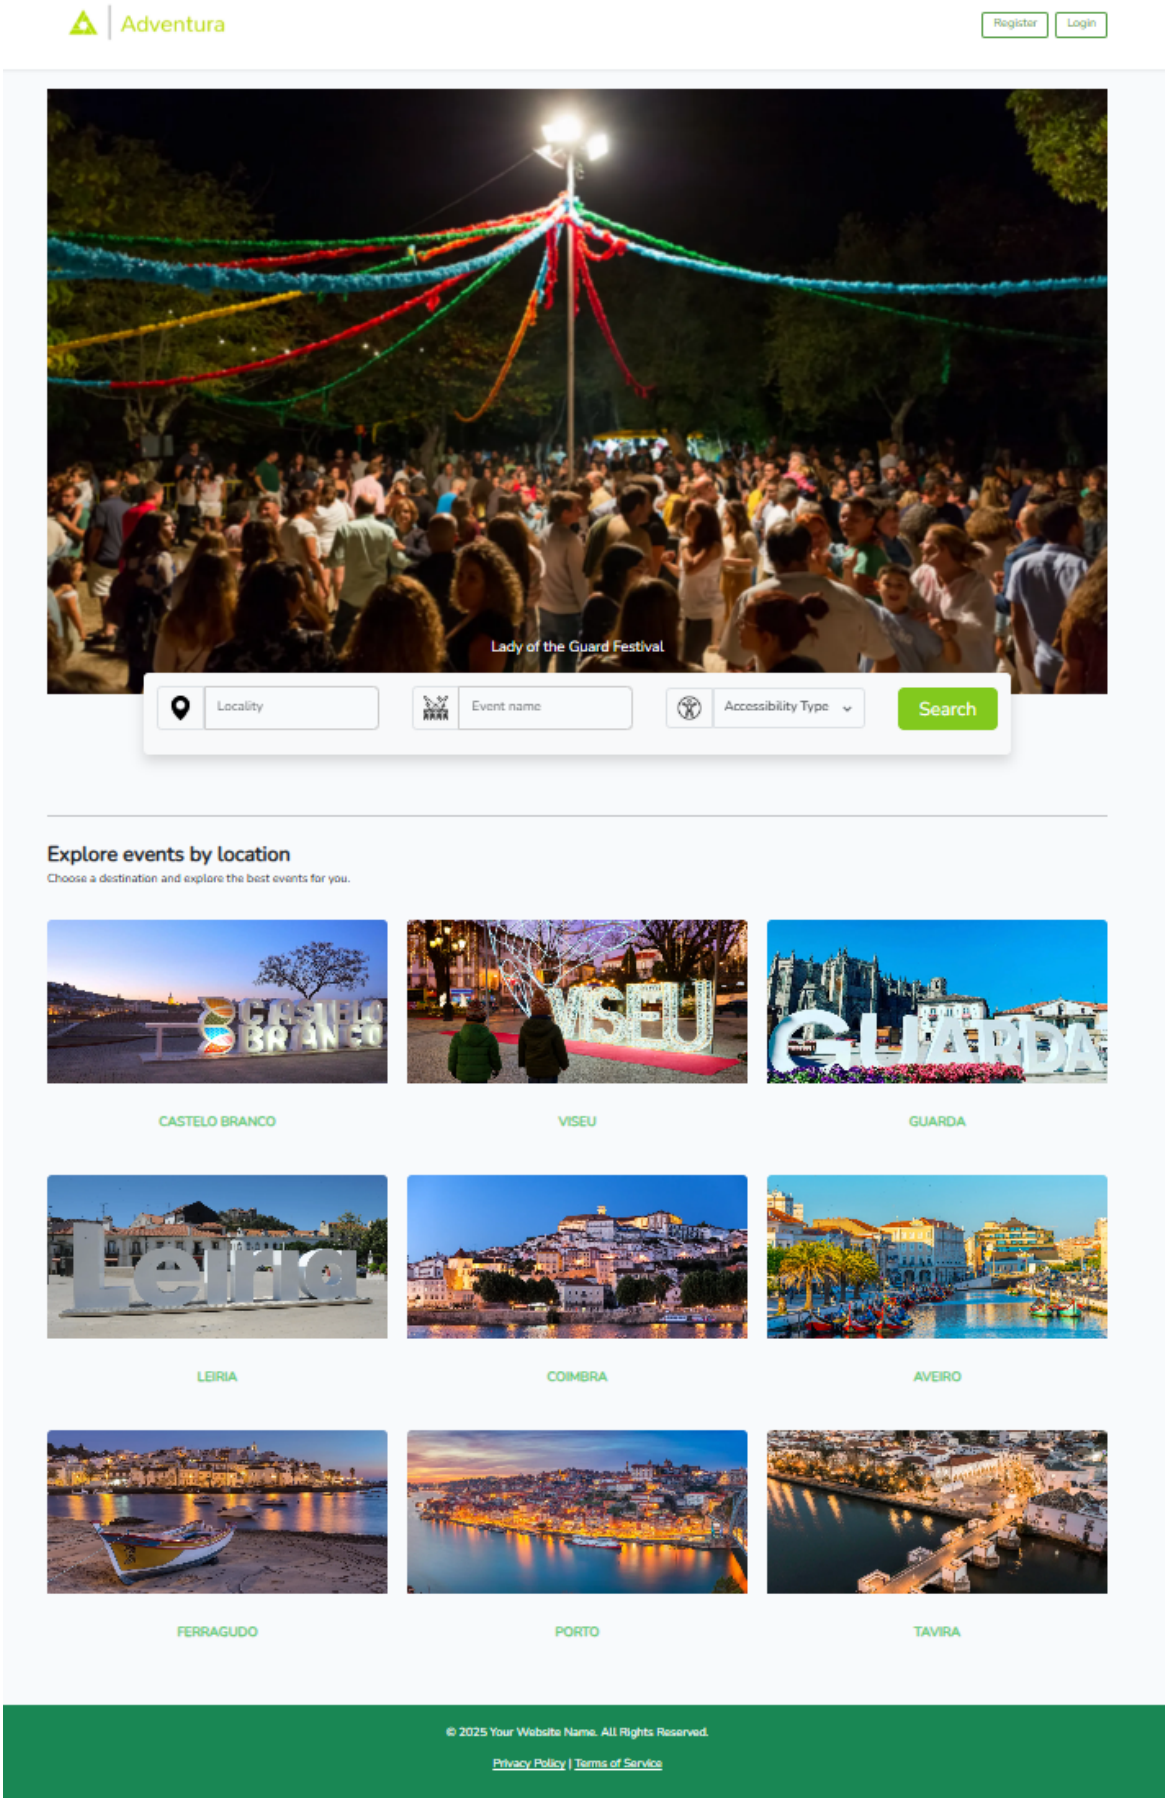 Adventura
Register
Login
Lady of the Guard Festival
Locality
Event name
Accessibility Type
Search
Explore events by location
Choose a destination and explore the best events for you.
CASTELO BRANCO
VISEU
GUARDA
CASTELO BRANCO
VISEU
GUARDA
Leiria
LEIRIA
COIMBRA
AVEIRO
FERRAGUDO
PORTO
TAVIRA
© 2025 Your Website Name. All Rights Reserved.
Privacy Policy | Terms of Service